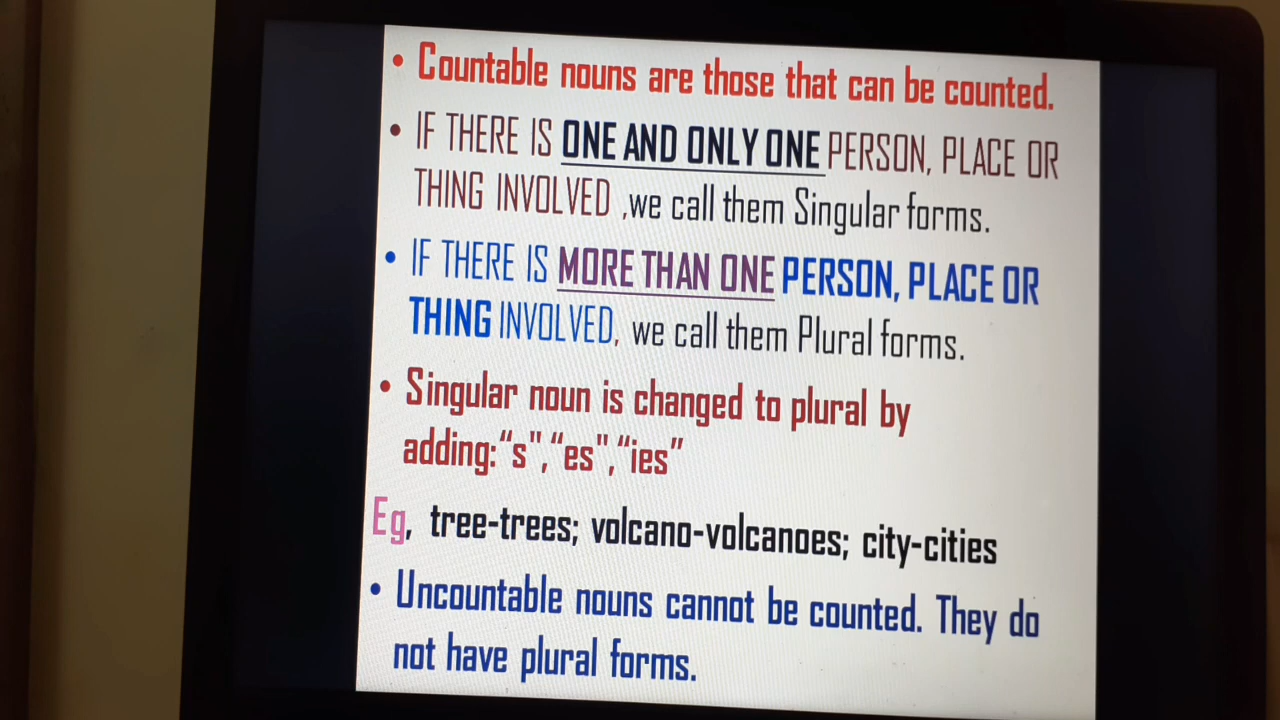 • Countable nouns are those that can be counted.
• IF THERE IS ONE AND ONLY ONE PERSON, PLACE OR
THING INVOLVED ,we call them Singular forms.
• IF THERE IS MORE THAN ONE PERSON, PLACE OR
THING INVOLVED, we call them Plural forms.
• Singular noun is changed to plural by
adding:“s",“es",“ies”
Eg, tree-trees; volcano-volcanoes; city-cities
• Uncountable nouns cannot be counted. They do
not have plural forms.